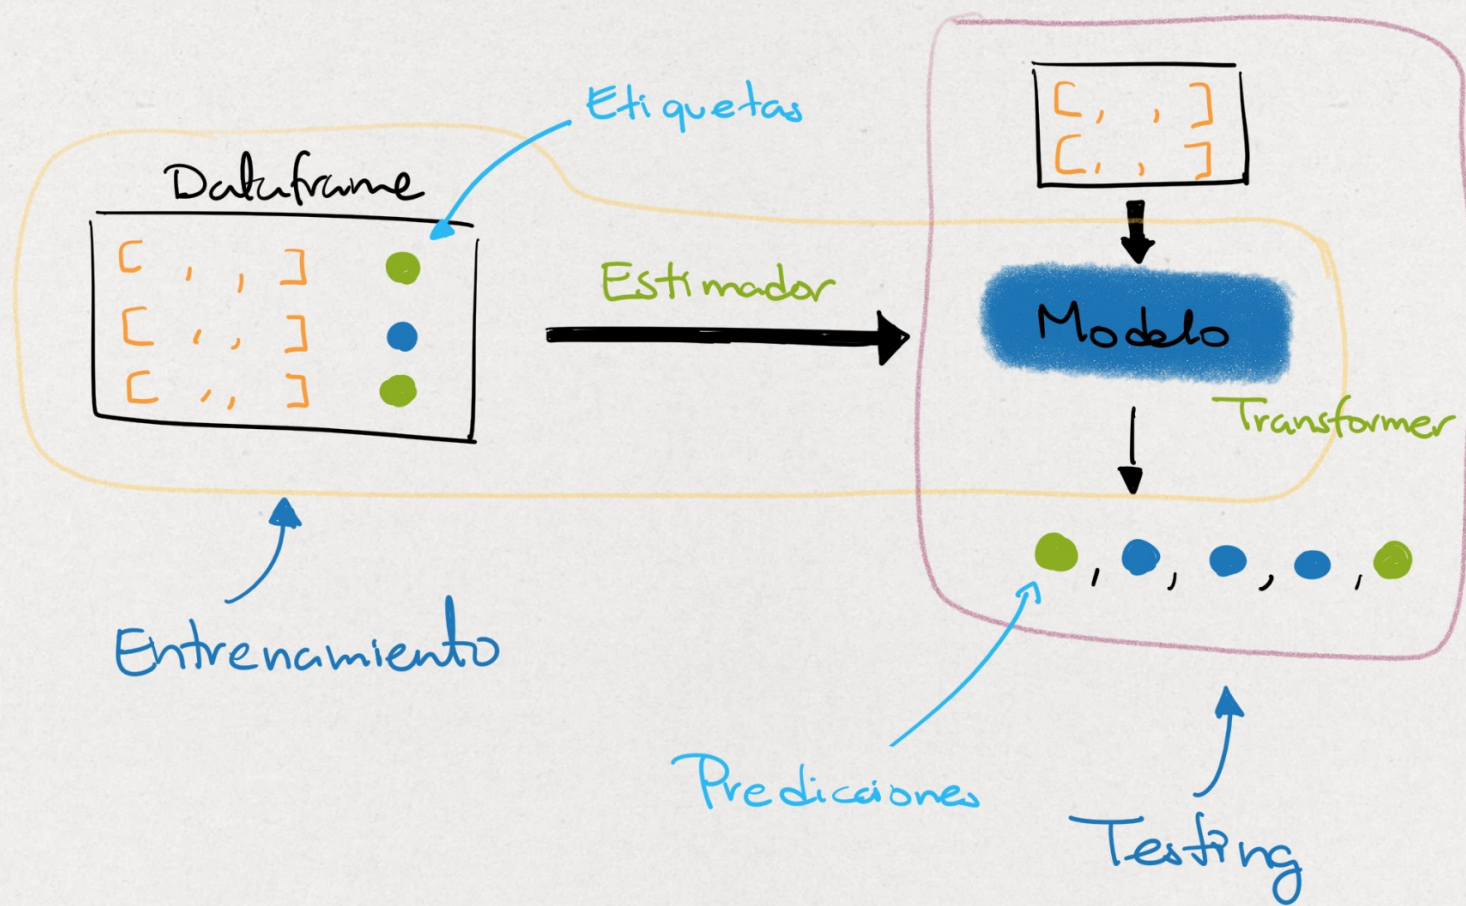 Etiquetas
Dataframe
[ , , ]
[ , , ]
[ , , ]
Estimador
[ , , ]
[ , , ]
Modelo
Transformer
, , , ,
Entrenamiento
Predicciones
Testing